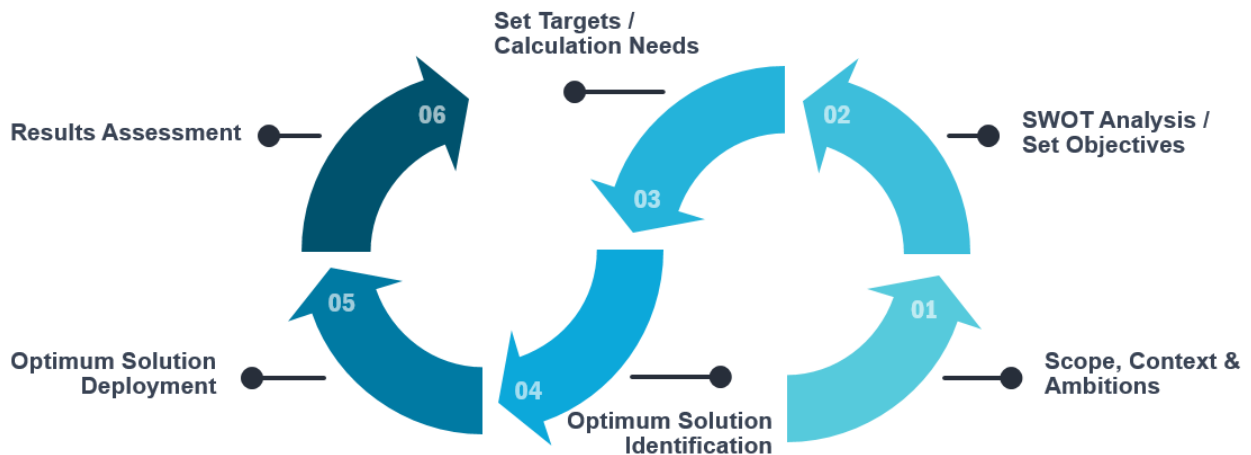 Set Targets /
Calculation Needs
06
02
Results Assessment
SWOT Analysis /
Set Objectives
03
05
01
Optimum Solution
Deployment
04
Scope, Context &
Ambitions
Optimum Solution
Identification